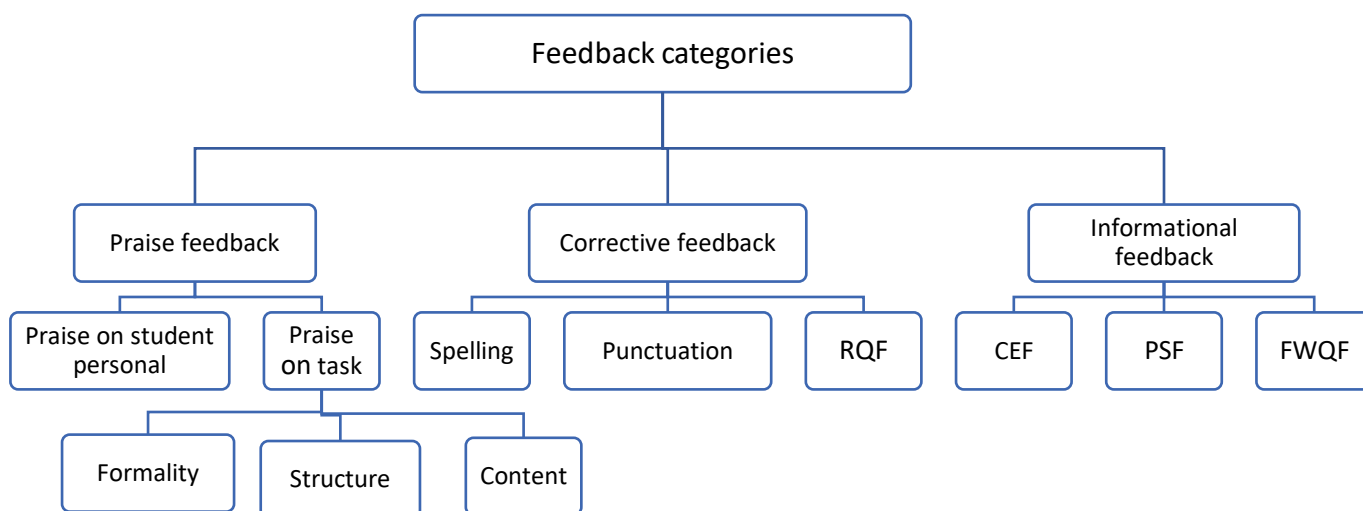 Feedback categories
Praise feedback
Corrective feedback
Informational
feedback
Praise on student
personal
Praise
on task
Spelling
Punctuation
RQF
CEF
PSF
FWQF
Formality
Structure
Content